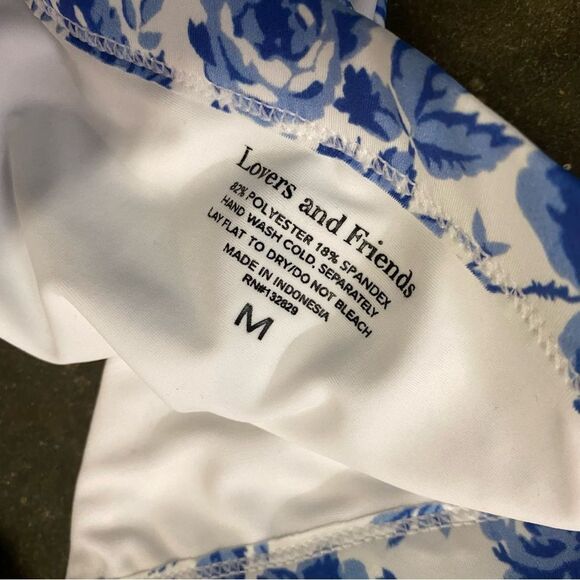 Lovers and Friends
82% POLYESTER 18% SPANDEX
HAND WASH COLD. SEPARATELY
LAY FLAT TO DRY/DO NOT BLEACH
MADE IN INDONESIA
RN#132829
M